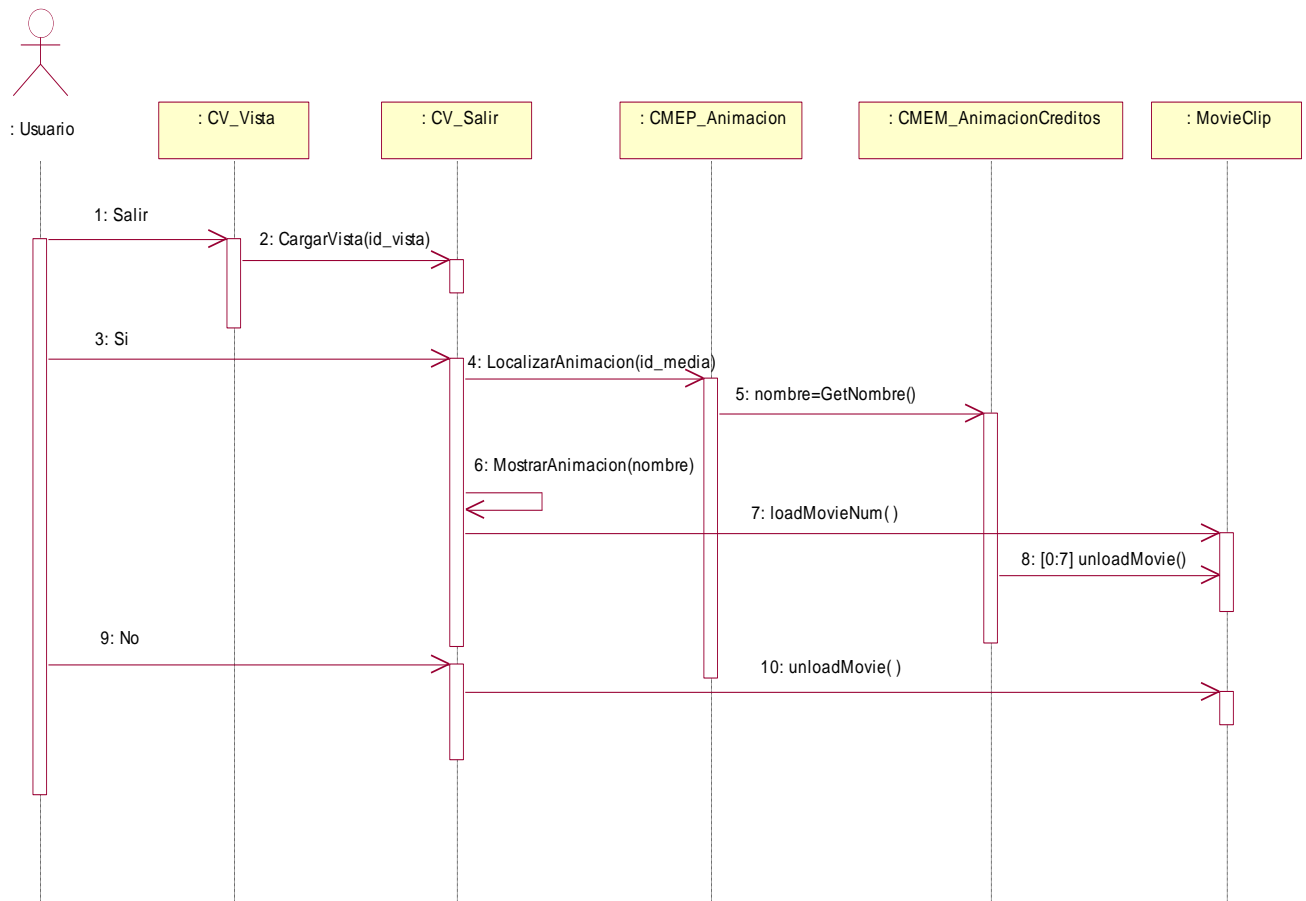 : Usuario
: CV_Vista
: CV_Salir
: CMEP_Animacion
: CMEM_AnimacionCreditos
: MovieClip
1: Salir
2: CargarVista(id_vista)
3: Si
4: LocalizarAnimacion(id_media)
5: nombre=GetNombre()
6: MostrarAnimacion(nombre)
7: loadMovieNum( )
8: [0:7] unloadMovie()
9: No
10: unloadMovie( )